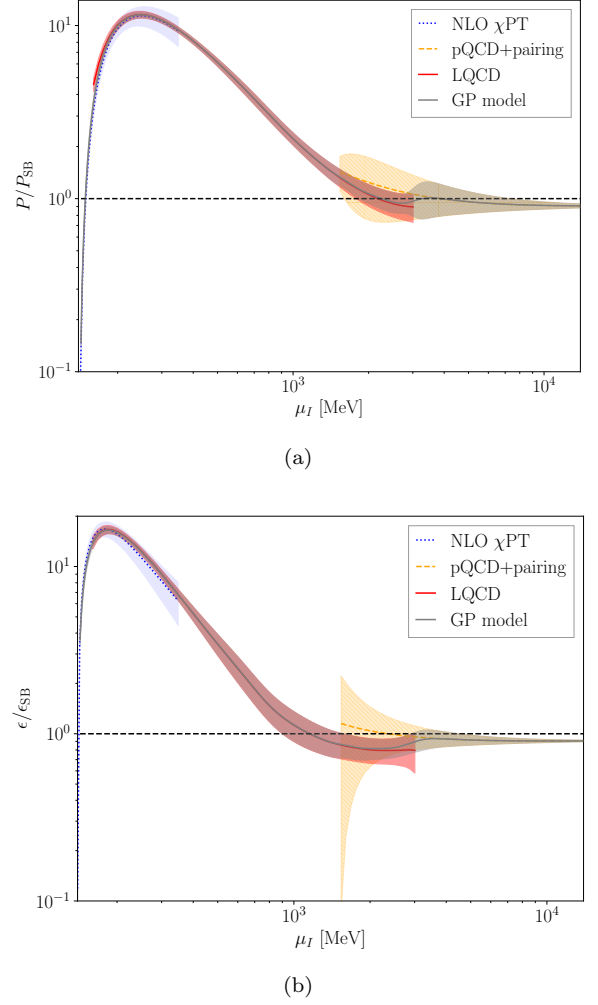 P/P_SB
10^1
10^0
10^-1
NLO χPT
pQCD+pairing
LQCD
GP model
10^3
10^4
μ_I [MeV]
(a)
ϵ/ϵ_SB
10^1
10^0
10^-1
NLO χPT
pQCD+pairing
LQCD
GP model
10^3
10^4
μ_I [MeV]
(b)